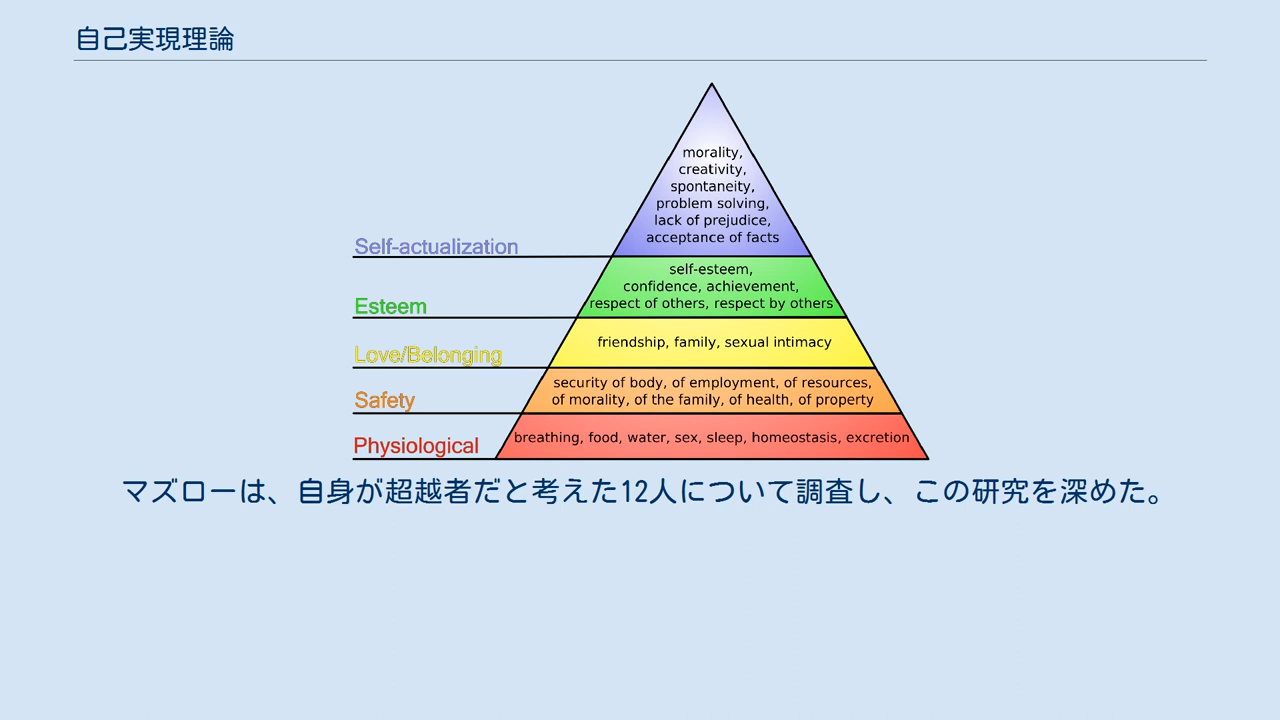 自己実現理論
morality,
creativity,
spontaneity,
problem solving,
lack of prejudice,
acceptance of facts
Self-actualization
self-esteem,
confidence, achievement,
respect of others, respect by others
Esteem
friendship, family, sexual intimacy
Love/Belonging
security of body, of employment, of resources,
of morality, of the family, of health, of property
Safety
breathing, food, water, sex, sleep, homeostasis, excretion
Physiological
マズローは、自身が超越者だと考えた12人について調査し、この研究を深めた。